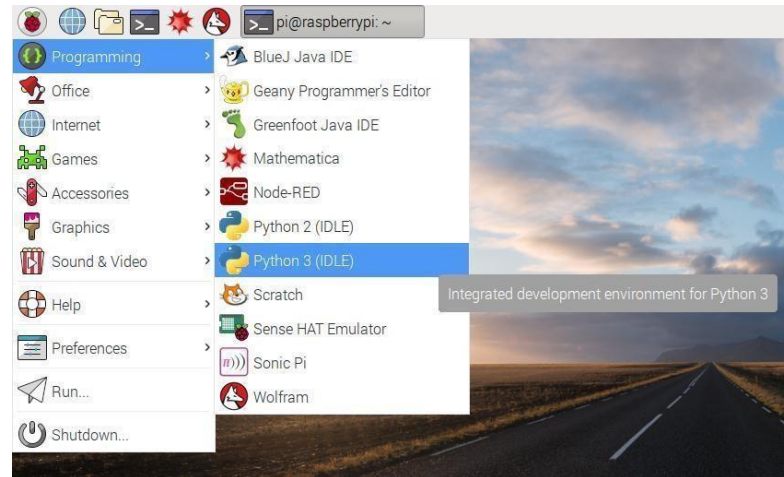 pi@raspberrypi: ~
Programming
Office
Internet
Games
Accessories
Graphics
Sound & Video
Help
Preferences
Run...
Shutdown...
BlueJ Java IDE
Geany Programmer's Editor
Greenfoot Java IDE
Mathematica
Node-RED
Python 2 (IDLE)
Python 3 (IDLE)
Scratch
Sense HAT Emulator
Sonic Pi
Wolfram
Integrated development environment for Python 3